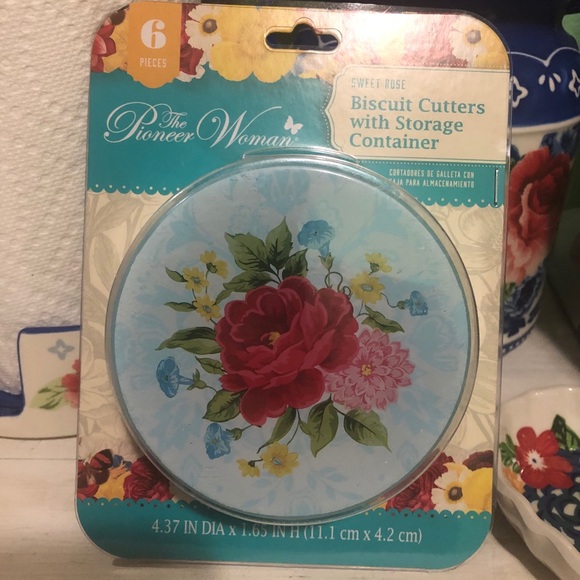 6
PIECES
The
Pioneer Woman
SWEET ROSE
Biscuit Cutters
with Storage
Container
CORTADORES DE GALLETA CON
CAJA PARA ALMACENAMIENTO
4.37 IN DIA x 1.65 IN H (11.1 cm x 4.2 cm)